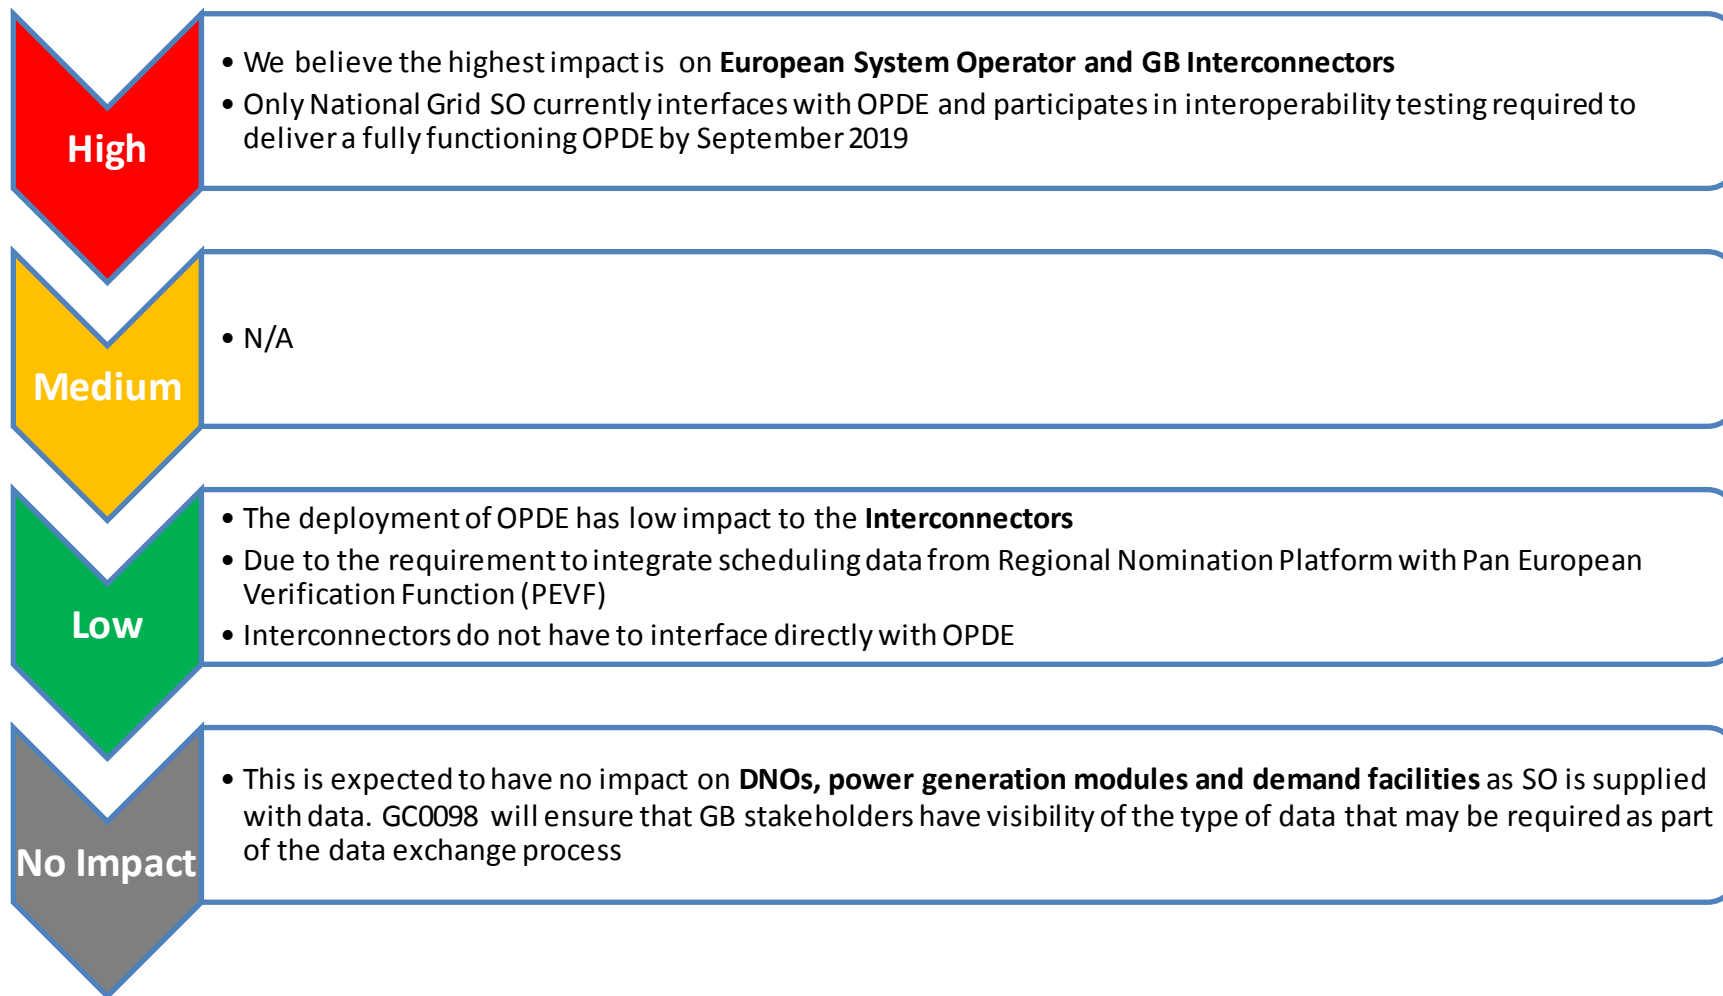 High
• We believe the highest impact is on European System Operator and GB Interconnectors
• Only National Grid SO currently interfaces with OPDE and participates in interoperability testing required to
deliver a fully functioning OPDE by September 2019
Medium
• N/A
Low
• The deployment of OPDE has low impact to the Interconnectors
• Due to the requirement to integrate scheduling data from Regional Nomination Platform with Pan European
Verification Function (PEVF)
• Interconnectors do not have to interface directly with OPDE
No Impact
• This is expected to have no impact on DNOs, power generation modules and demand facilities as SO is supplied
with data. GC0098 will ensure that GB stakeholders have visibility of the type of data that may be required as part
of the data exchange process